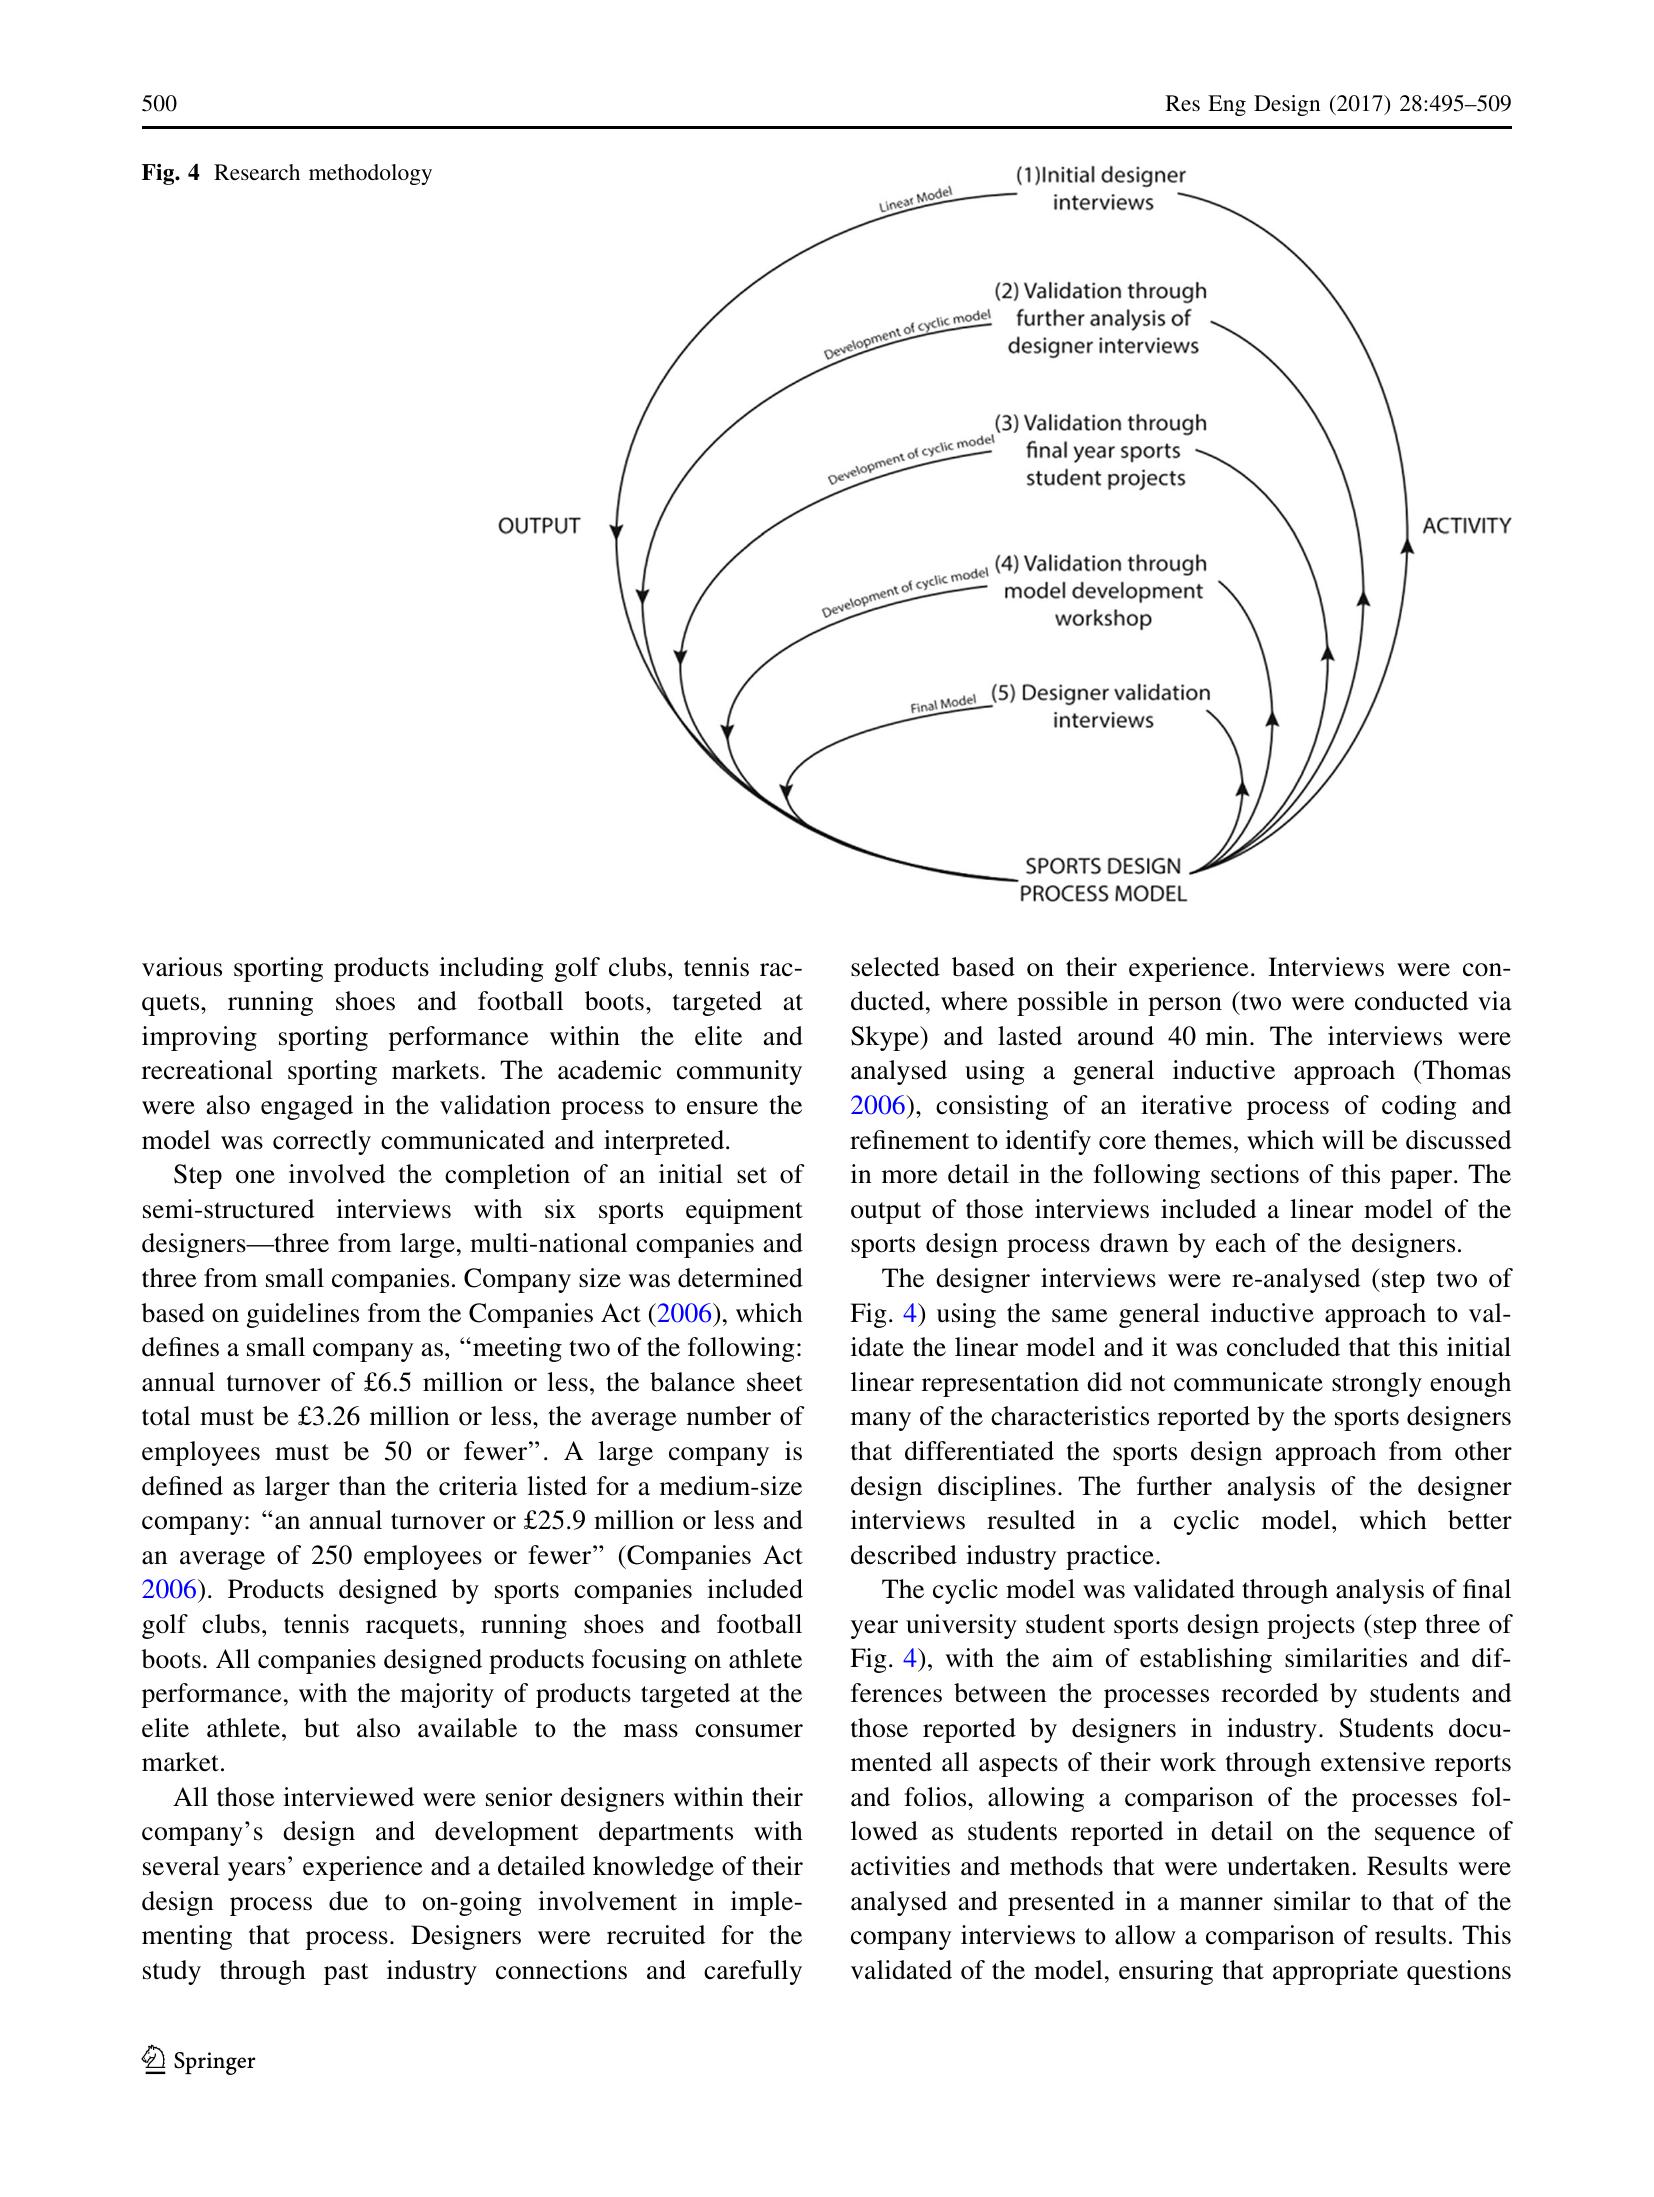 500
Res Eng Design (2017) 28:495–509
Fig. 4 Research methodology
(1)Initial designer
interviews
Linear Model
(2) Validation through
further analysis of
designer interviews
Development of cyclic model
(3) Validation through
final year sports
student projects
Development of cyclic model
OUTPUT
ACTIVITY
(4) Validation through
model development
workshop
Development of cyclic model
(5) Designer validation
interviews
Final Model
SPORTS DESIGN
PROCESS MODEL
various sporting products including golf clubs, tennis rac-
quets, running shoes and football boots, targeted at
improving sporting performance within the elite and
recreational sporting markets. The academic community
were also engaged in the validation process to ensure the
model was correctly communicated and interpreted.
Step one involved the completion of an initial set of
semi-structured interviews with six sports equipment
designers—three from large, multi-national companies and
three from small companies. Company size was determined
based on guidelines from the Companies Act (2006), which
defines a small company as, “meeting two of the following:
annual turnover of £6.5 million or less, the balance sheet
total must be £3.26 million or less, the average number of
employees must be 50 or fewer”. A large company is
defined as larger than the criteria listed for a medium-size
company: “an annual turnover or £25.9 million or less and
an average of 250 employees or fewer” (Companies Act
2006). Products designed by sports companies included
golf clubs, tennis racquets, running shoes and football
boots. All companies designed products focusing on athlete
performance, with the majority of products targeted at the
elite athlete, but also available to the mass consumer
market.
All those interviewed were senior designers within their
company’s design and development departments with
several years’ experience and a detailed knowledge of their
design process due to on-going involvement in imple-
menting that process. Designers were recruited for the
study through past industry connections and carefully
selected based on their experience. Interviews were con-
ducted, where possible in person (two were conducted via
Skype) and lasted around 40 min. The interviews were
analysed using a general inductive approach (Thomas
2006), consisting of an iterative process of coding and
refinement to identify core themes, which will be discussed
in more detail in the following sections of this paper. The
output of those interviews included a linear model of the
sports design process drawn by each of the designers.
The designer interviews were re-analysed (step two of
Fig. 4) using the same general inductive approach to val-
idate the linear model and it was concluded that this initial
linear representation did not communicate strongly enough
many of the characteristics reported by the sports designers
that differentiated the sports design approach from other
design disciplines. The further analysis of the designer
interviews resulted in a cyclic model, which better
described industry practice.
The cyclic model was validated through analysis of final
year university student sports design projects (step three of
Fig. 4), with the aim of establishing similarities and dif-
ferences between the processes recorded by students and
those reported by designers in industry. Students docu-
mented all aspects of their work through extensive reports
and folios, allowing a comparison of the processes fol-
lowed as students reported in detail on the sequence of
activities and methods that were undertaken. Results were
analysed and presented in a manner similar to that of the
company interviews to allow a comparison of results. This
validated of the model, ensuring that appropriate questions
Springer